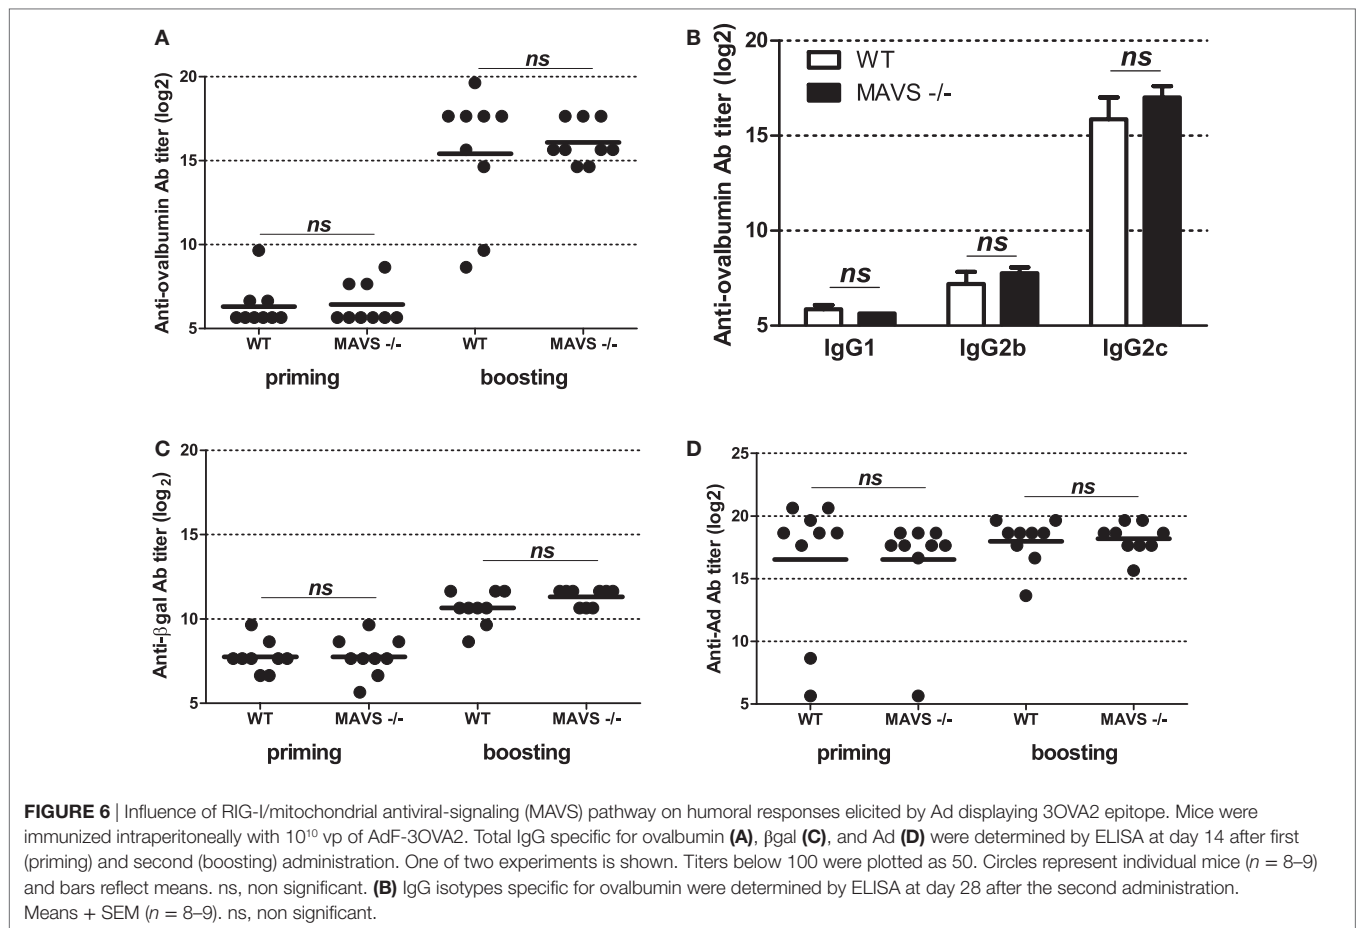 A
Anti-ovalbumin Ab titer (log2)
20
15
10
5
ns
ns
WT
MAVS -/-
WT
MAVS -/-
priming
boosting
B
Anti-ovalbumin Ab titer (log2)
20
15
10
5
WT
MAVS -/-
ns
ns
ns
IgG1
IgG2b
IgG2c
C
Anti-βgal Ab titer (log2)
20
15
10
5
ns
ns
WT
MAVS -/-
WT
MAVS -/-
priming
boosting
D
Anti-Ad Ab titer (log2)
25
20
15
10
5
ns
ns
WT
MAVS -/-
WT
MAVS -/-
priming
boosting
FIGURE 6 | Influence of RIG-I/mitochondrial antiviral-signaling (MAVS) pathway on humoral responses elicited by Ad displaying 3OVA2 epitope. Mice were
immunized intraperitoneally with 10¹⁰ vp of AdF-3OVA2. Total IgG specific for ovalbumin (A), βgal (C), and Ad (D) were determined by ELISA at day 14 after first
(priming) and second (boosting) administration. One of two experiments is shown. Titers below 100 were plotted as 50. Circles represent individual mice (n = 8–9)
and bars reflect means. ns, non significant. (B) IgG isotypes specific for ovalbumin were determined by ELISA at day 28 after the second administration.
Means + SEM (n = 8–9). ns, non significant.